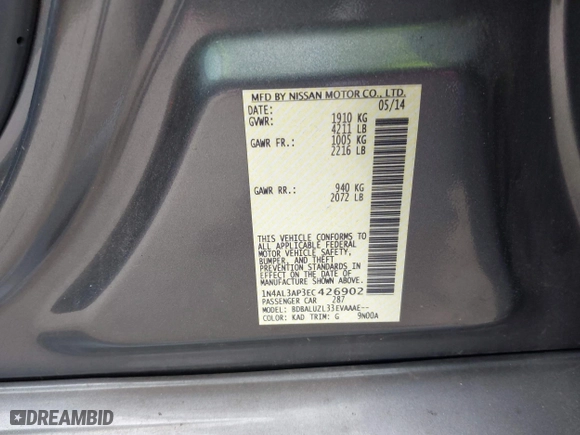 MFD BY NISSAN MOTOR CO., LTD.
DATE: 05/14
GVWR: 1910 KG
4211 LB
GAWR FR.: 1005 KG
2216 LB
GAWR RR.: 940 KG
2072 LB
THIS VEHICLE CONFORMS TO
ALL APPLICABLE FEDERAL
MOTOR VEHICLE SAFETY,
BUMPER, AND THEFT
PREVENTION STANDARDS IN
EFFECT ON THE DATE OF
MANUFACTURE SHOWN ABOVE.
1N4AL3AP3EC426902
PASSENGER CAR 287
MODEL: BDBALUZL33EVAAAE--
COLOR: KAD TRIM: G 9N00A
DREAMBID